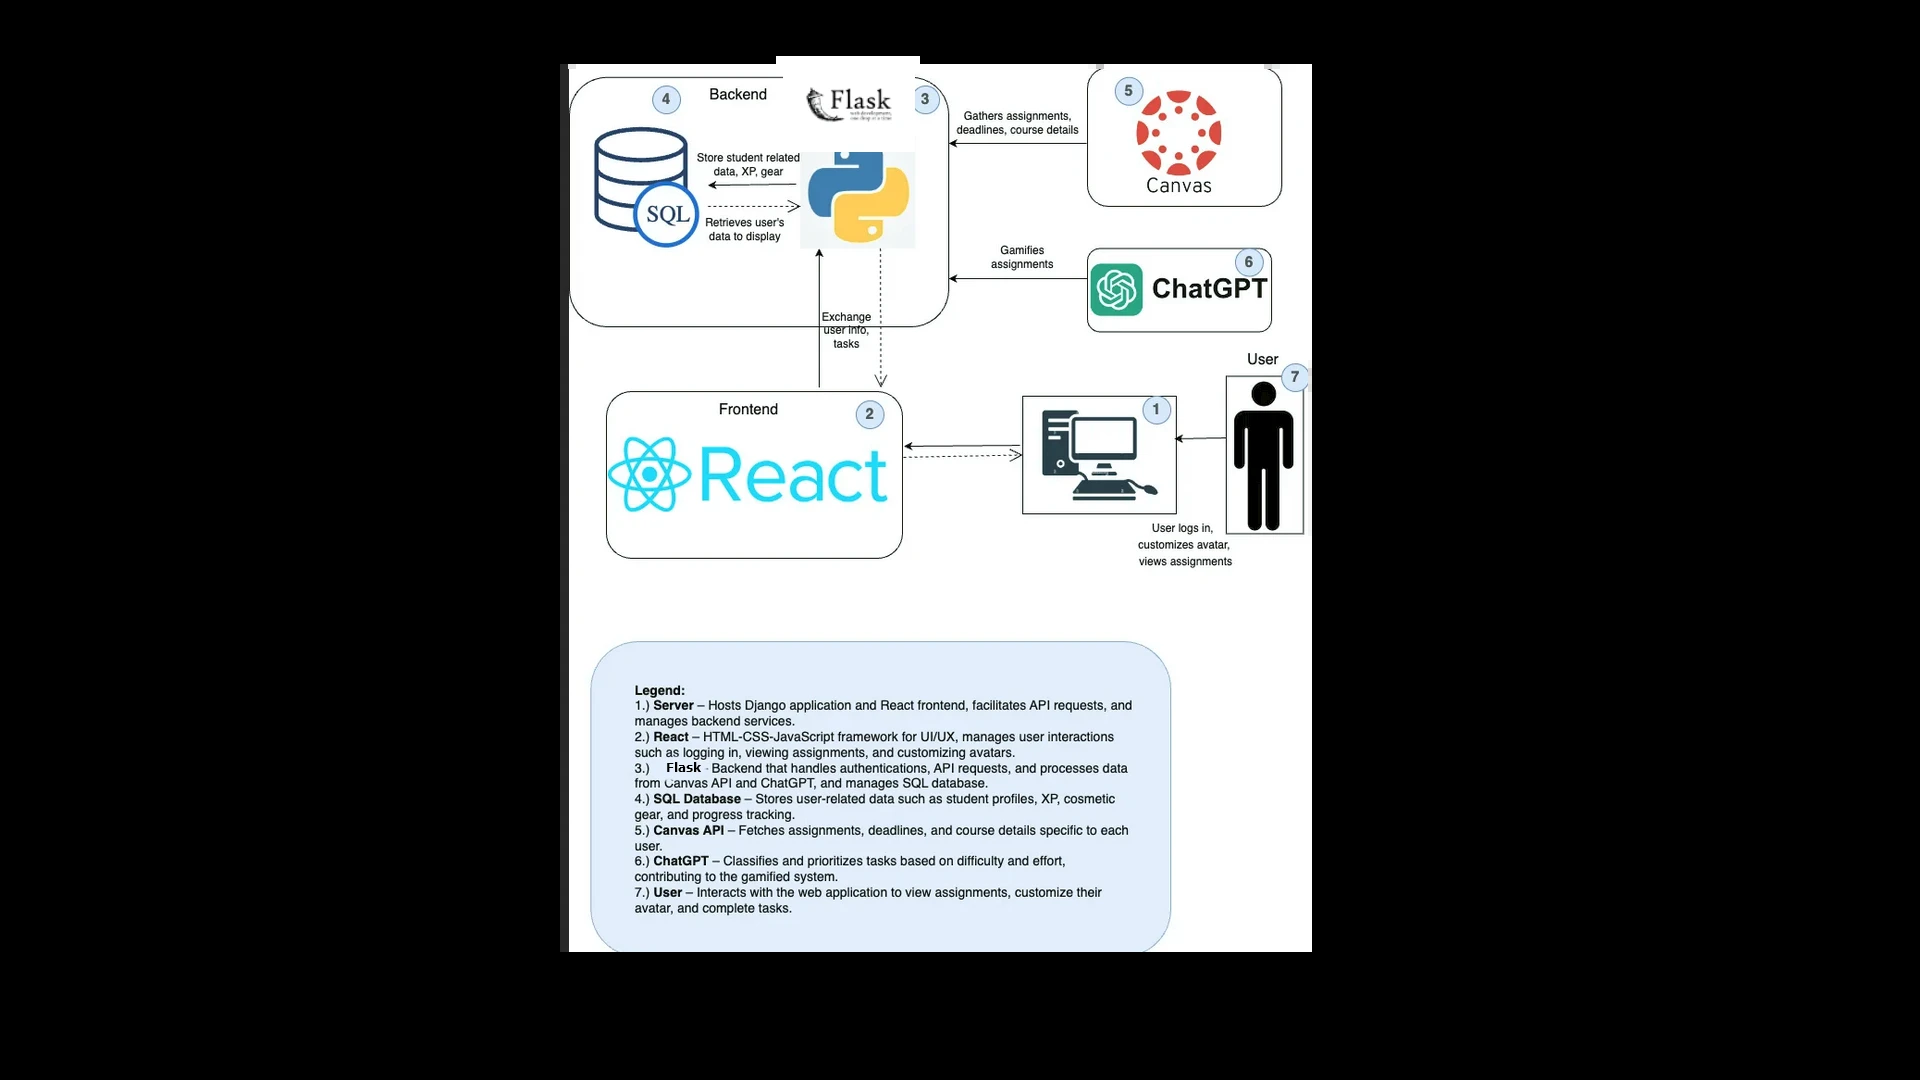 4
Backend
Flask
3
5
Gathers assignments,
deadlines, course details
Canvas
Store student related
data, XP, gear
SQL
Retrieves user's
data to display
Gamifies
assignments
6
ChatGPT
Exchange
user info,
tasks
User
7
Frontend
2
1
React
User logs in,
customizes avatar,
views assignments
Legend:
1.) Server – Hosts Django application and React frontend, facilitates API requests, and
manages backend services.
2.) React – HTML-CSS-JavaScript framework for UI/UX, manages user interactions
such as logging in, viewing assignments, and customizing avatars.
3.) Flask - Backend that handles authentications, API requests, and processes data
from Canvas API and ChatGPT, and manages SQL database.
4.) SQL Database – Stores user-related data such as student profiles, XP, cosmetic
gear, and progress tracking.
5.) Canvas API – Fetches assignments, deadlines, and course details specific to each
user.
6.) ChatGPT – Classifies and prioritizes tasks based on difficulty and effort,
contributing to the gamified system.
7.) User – Interacts with the web application to view assignments, customize their
avatar, and complete tasks.